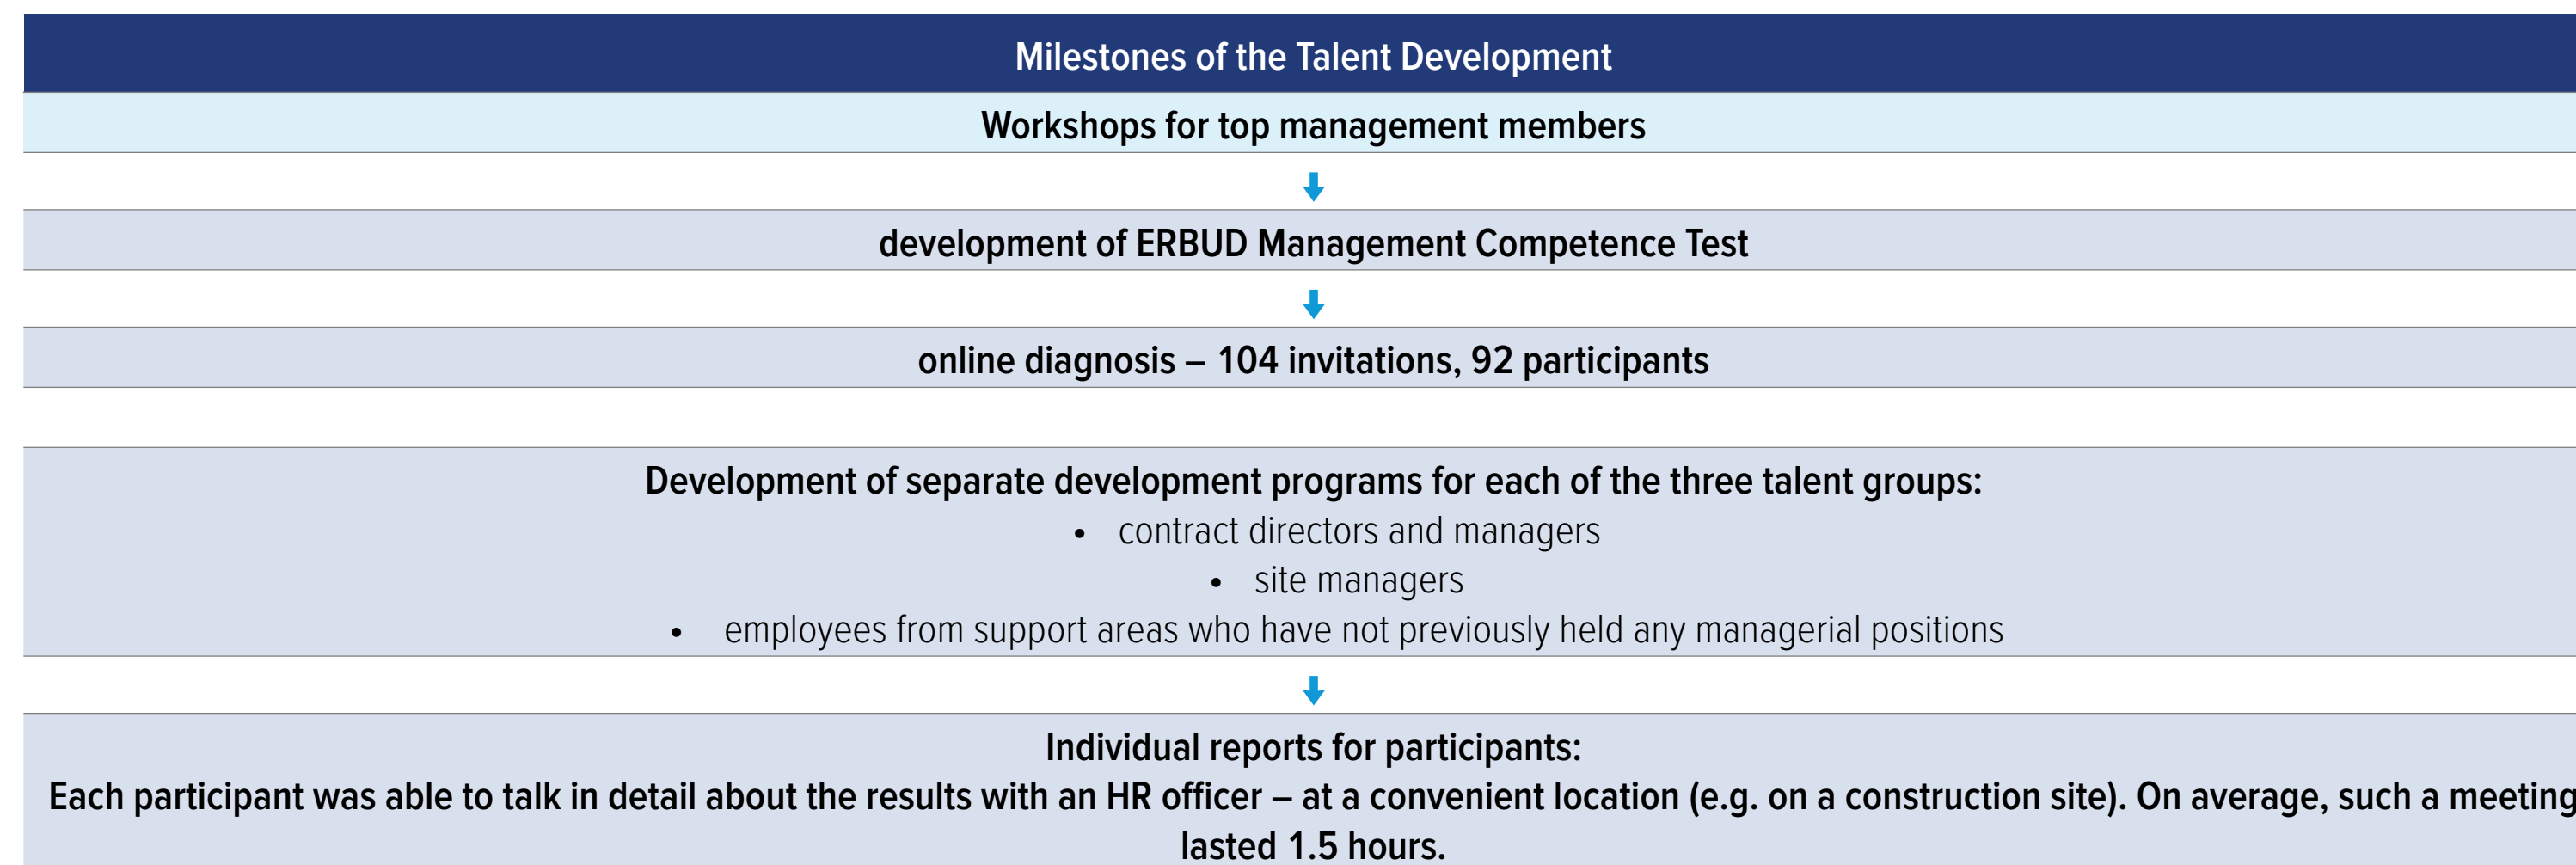 Milestones of the Talent Development
Workshops for top management members
development of ERBUD Management Competence Test
online diagnosis – 104 invitations, 92 participants
Development of separate development programs for each of the three talent groups:
• contract directors and managers
• site managers
• employees from support areas who have not previously held any managerial positions
Individual reports for participants:
Each participant was able to talk in detail about the results with an HR officer – at a convenient location (e.g. on a construction site). On average, such a meeting
lasted 1.5 hours.